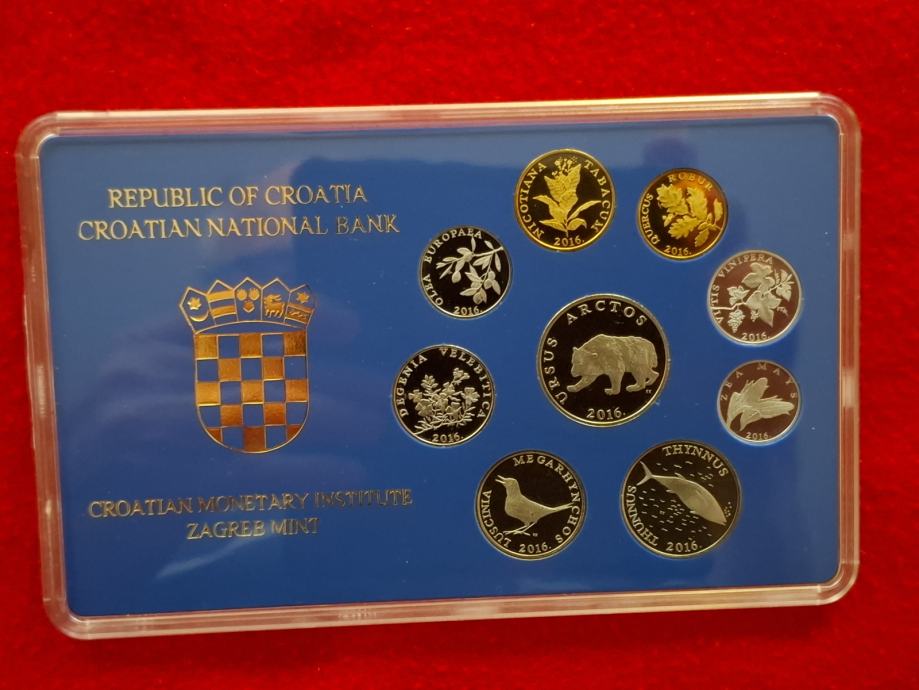 REPUBLIC OF CROATIA
CROATIAN NATIONAL BANK
CROATIAN MONETARY INSTITUTE
ZAGREB MINT
NICOTIANA TABACUM
2016.
QUERCUS ROBUR
2016.
OLEA EUROPAEA
2016.
VITIS VINIFERA
2016.
URSUS ARCTOS
2016.
DEGENIA VELEBITICA
2016.
ZEA MAYS
2016.
LUSCINIA MEGARHYNCHOS
2016.
THUNNUS THYNNUS
2016.